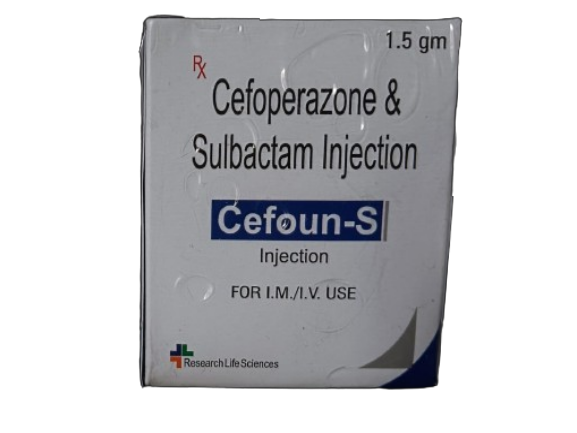 1.5 gm
Rx
Cefoperazone &
Sulbactam Injection
Cefoun-S
Injection
FOR I.M./I.V. USE
Research Life Sciences